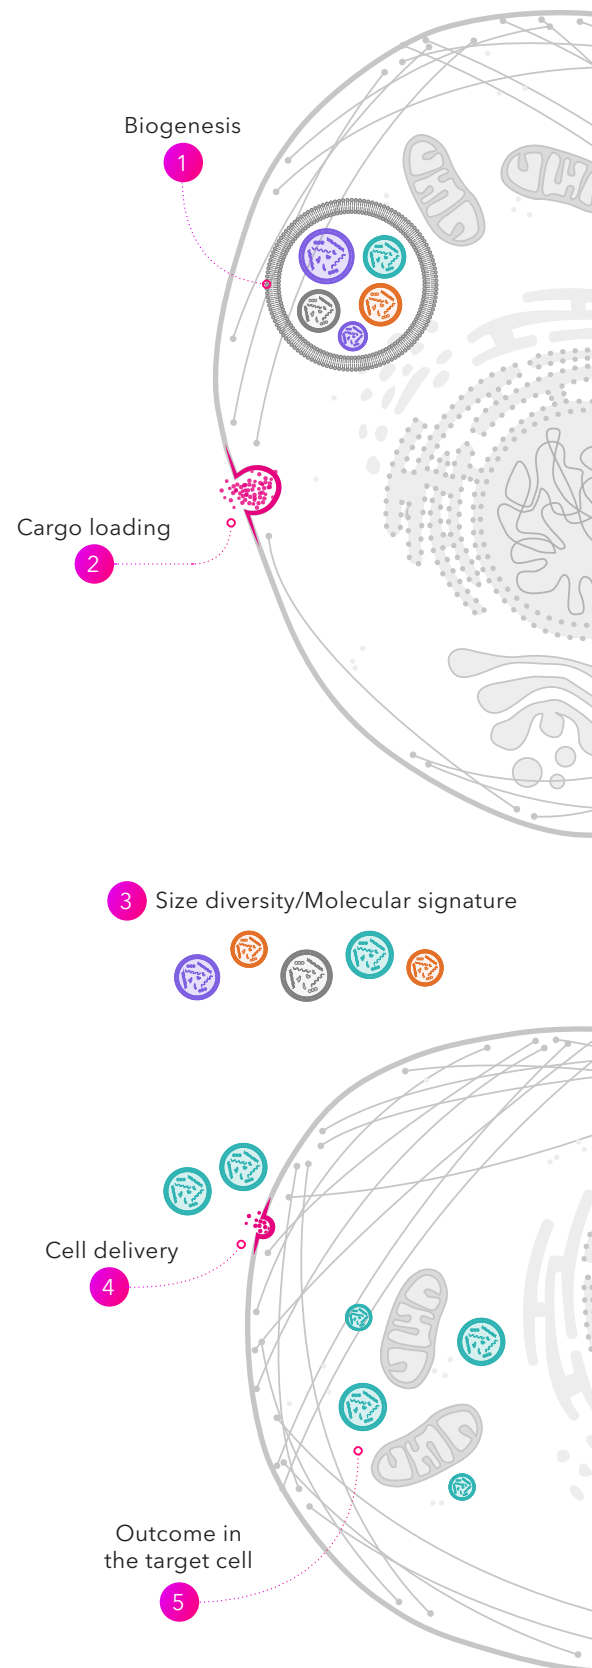 Biogenesis
1
Cargo loading
2
3 Size diversity/Molecular signature
Cell delivery
4
Outcome in
the target cell
5